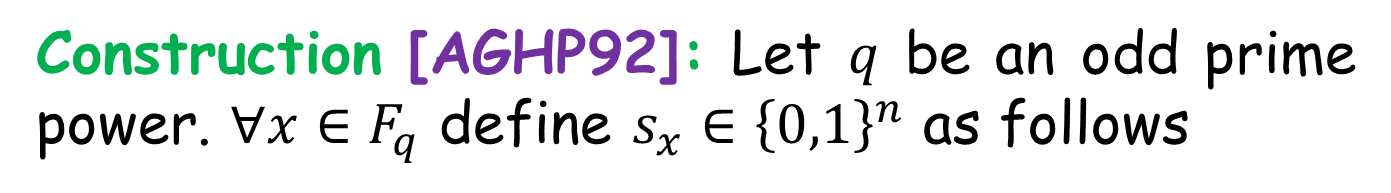 Construction [AGHP92]: Let q be an odd prime
power. ∀x ∈ F_q define s_x ∈ {0,1}^n as follows